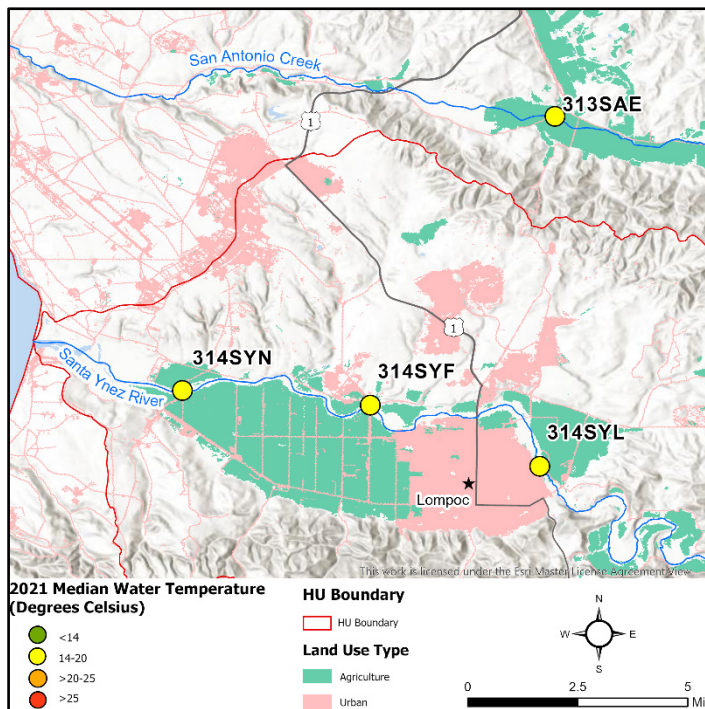 San Antonio Creek
313SAE
1
314SYN
314SYF
1
Santa Ynez River
314SYL
Lompoc
This work is licensed under the Esri Master License Agreement.View
2021 Median Water Temperature
(Degrees Celsius)
<14
14-20
>20-25
>25
HU Boundary
HU Boundary
Land Use Type
Agriculture
Urban
N
W
E
S
0
2.5
5
Mi